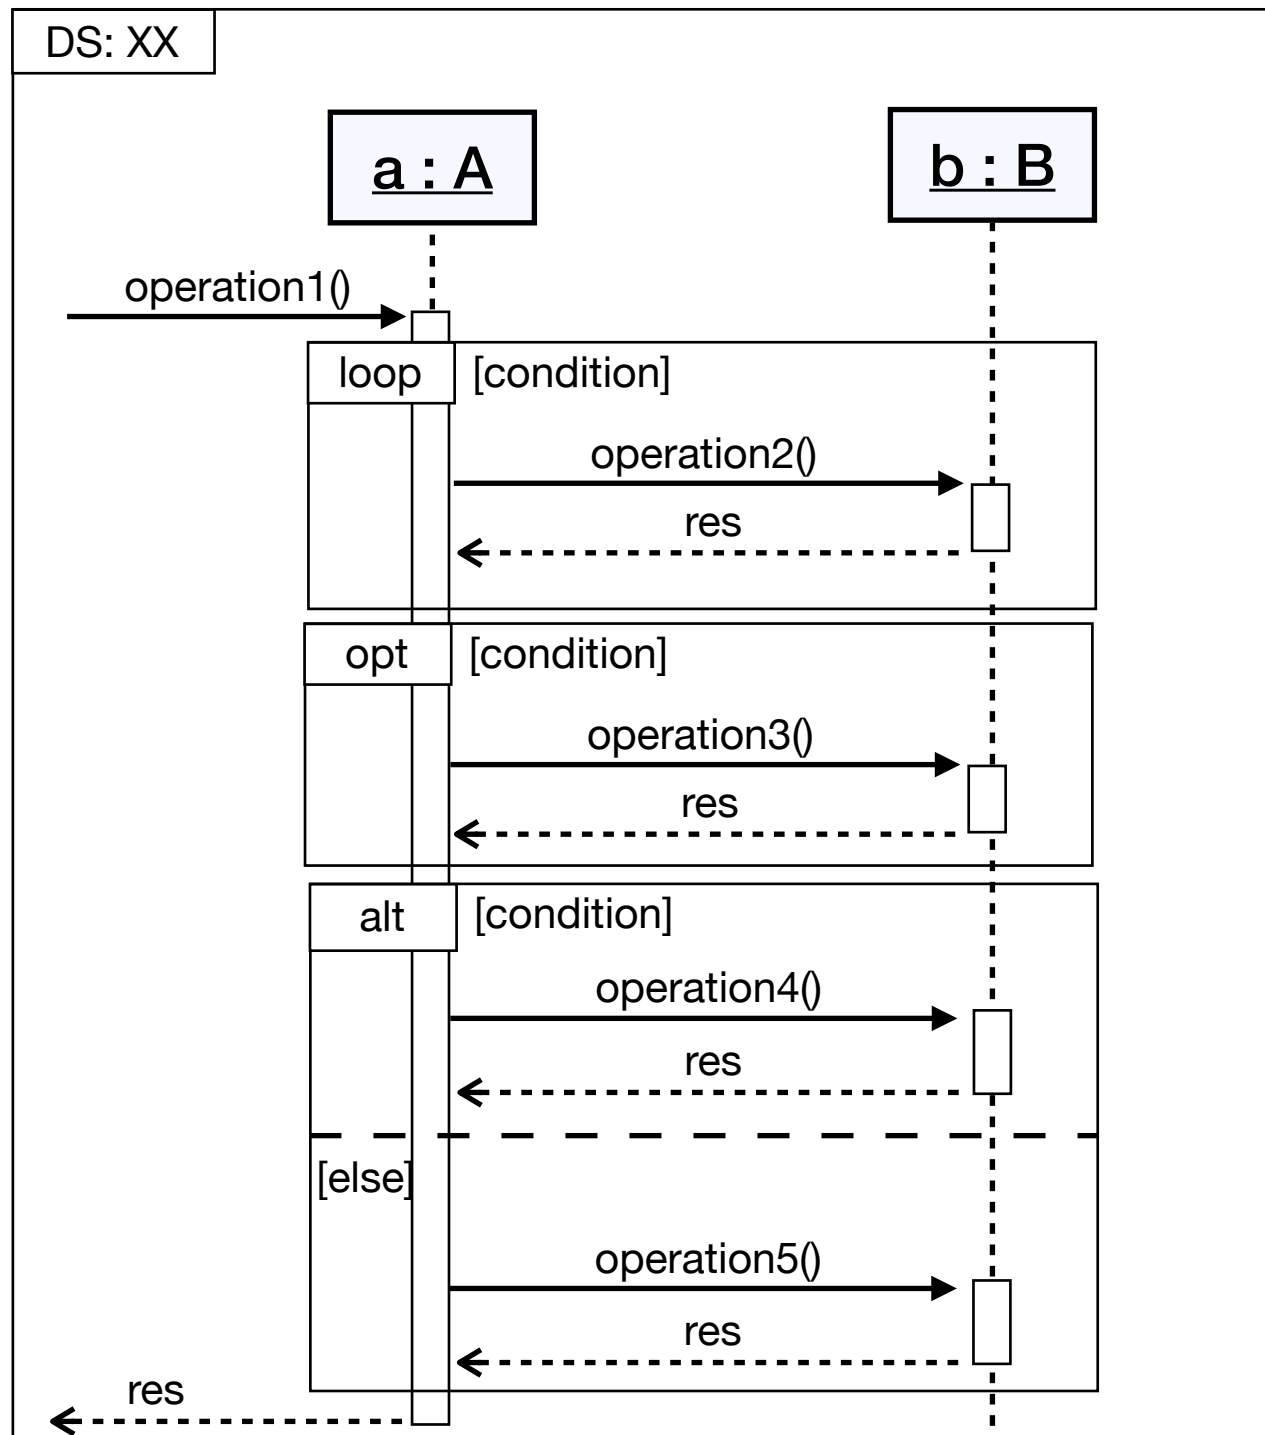 DS: XX
a : A
b : B
operation1()
loop
[condition]
operation2()
res
opt
[condition]
operation3()
res
alt
[condition]
operation4()
res
[else]
operation5()
res
res